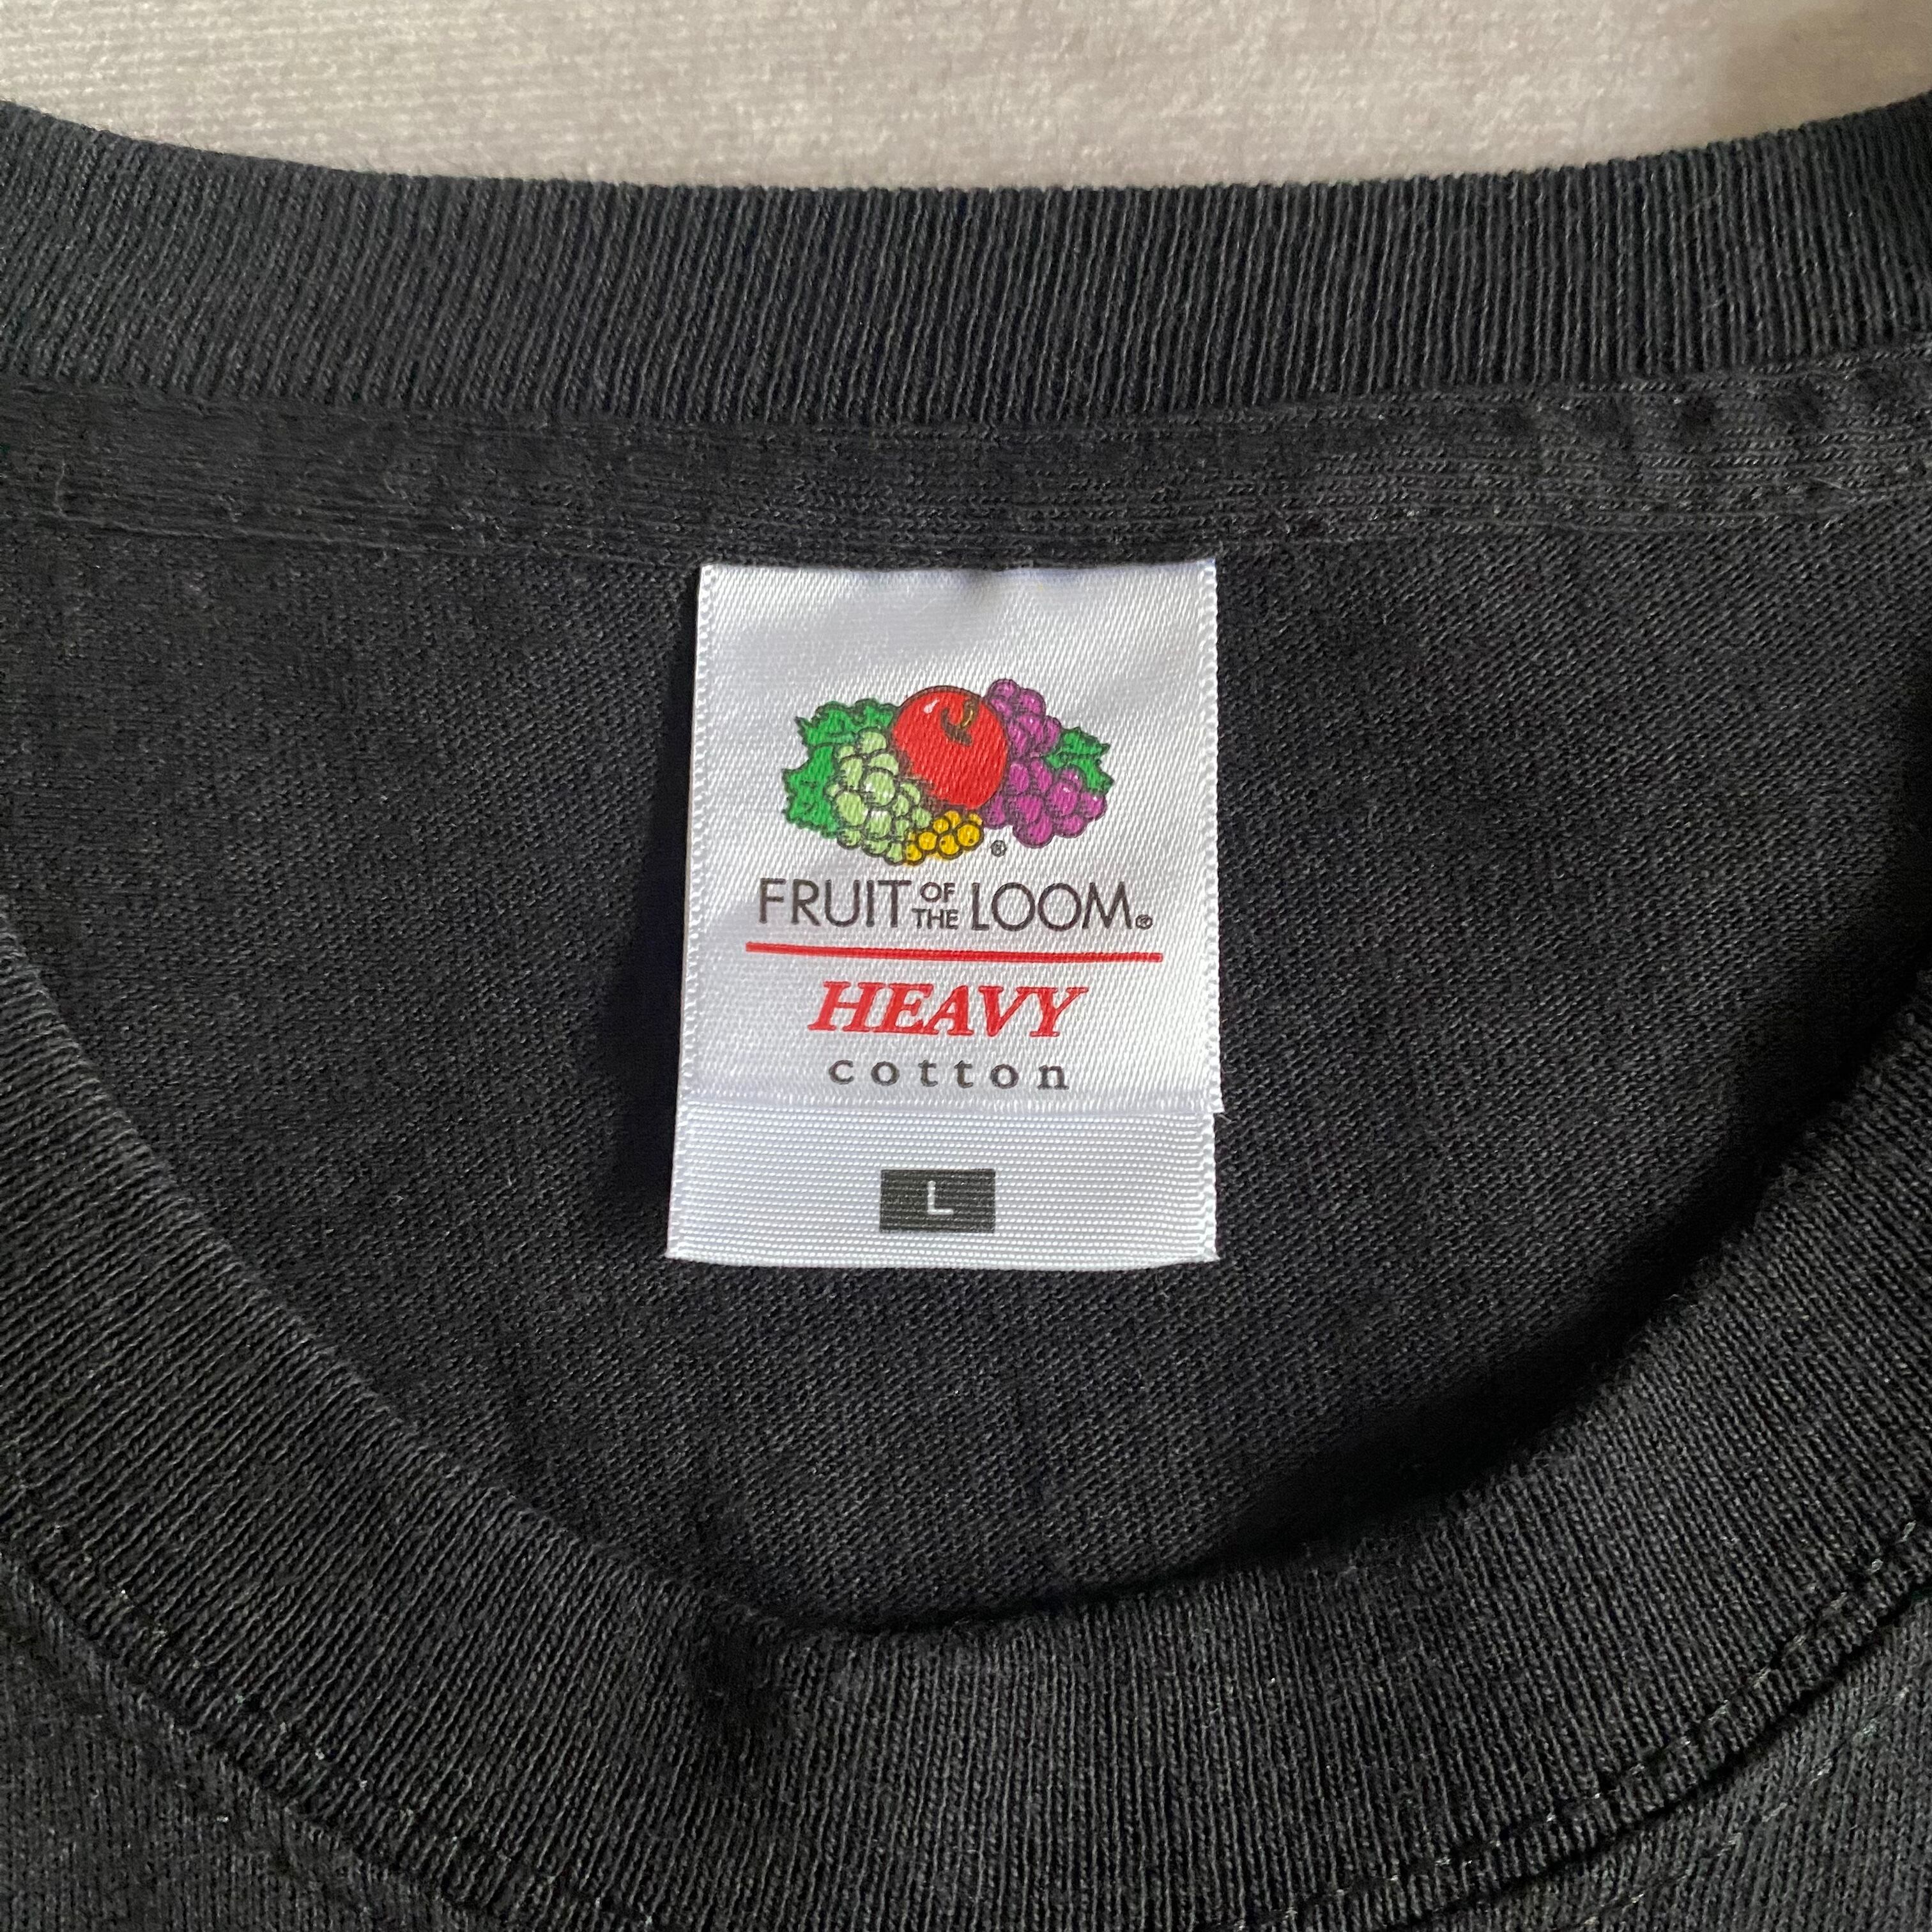 ®
FRUIT OF THE LOOM®
HEAVY
cotton
L